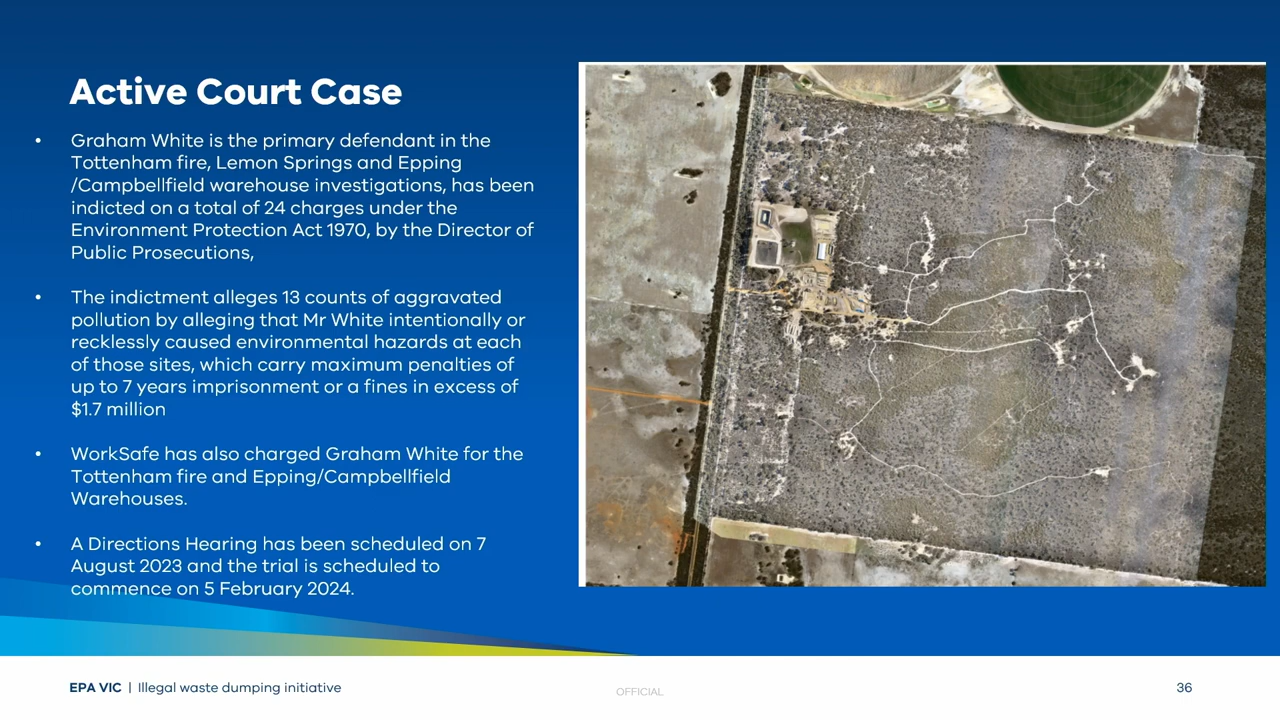 Active Court Case
• Graham White is the primary defendant in the
Tottenham fire, Lemon Springs and Epping
/Campbellfield warehouse investigations, has been
indicted on a total of 24 charges under the
Environment Protection Act 1970, by the Director of
Public Prosecutions,
• The indictment alleges 13 counts of aggravated
pollution by alleging that Mr White intentionally or
recklessly caused environmental hazards at each
of those sites, which carry maximum penalties of
up to 7 years imprisonment or a fines in excess of
$1.7 million
• WorkSafe has also charged Graham White for the
Tottenham fire and Epping/Campbellfield
Warehouses.
• A Directions Hearing has been scheduled on 7
August 2023 and the trial is scheduled to
commence on 5 February 2024.
EPA VIC | Illegal waste dumping initiative
OFFICIAL
36